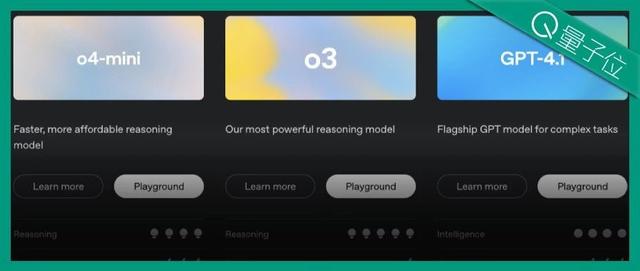 量子位
o4-mini
o3
GPT-4.1
Faster, more affordable reasoning
model
Our most powerful reasoning model
Flagship GPT model for complex tasks
Learn more
Playground
Learn more
Playground
Learn more
Playground
Reasoning
Reasoning
Intelligence